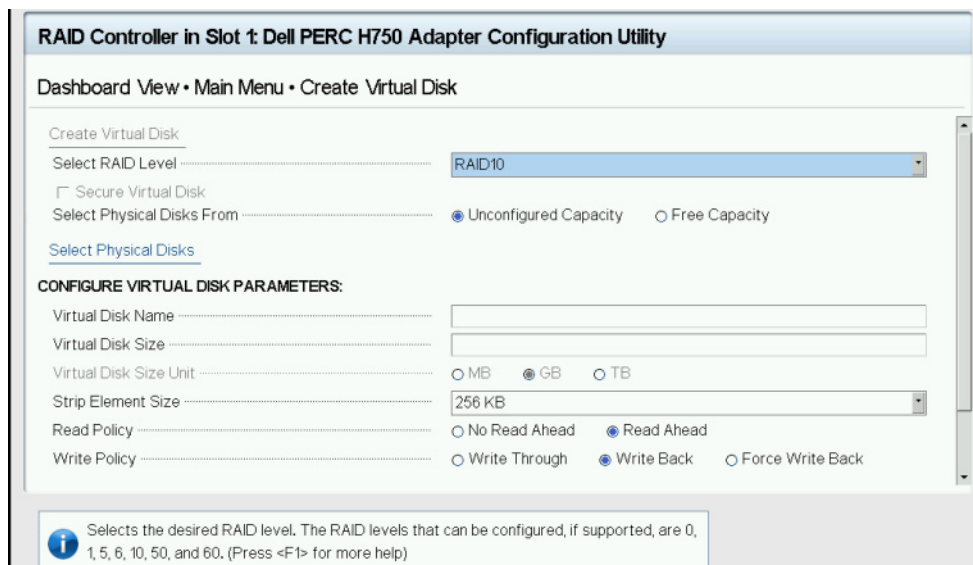 RAID Controller in Slot 1: Dell PERC H750 Adapter Configuration Utility
Dashboard View • Main Menu • Create Virtual Disk
Create Virtual Disk
Select RAID Level RAID10
Secure Virtual Disk
Select Physical Disks From Unconfigured Capacity Free Capacity
Select Physical Disks
CONFIGURE VIRTUAL DISK PARAMETERS:
Virtual Disk Name
Virtual Disk Size
Virtual Disk Size Unit MB GB TB
Strip Element Size 256 KB
Read Policy No Read Ahead Read Ahead
Write Policy Write Through Write Back Force Write Back
Selects the desired RAID level. The RAID levels that can be configured, if supported, are 0,
1, 5, 6, 10, 50, and 60. (Press <F1> for more help)